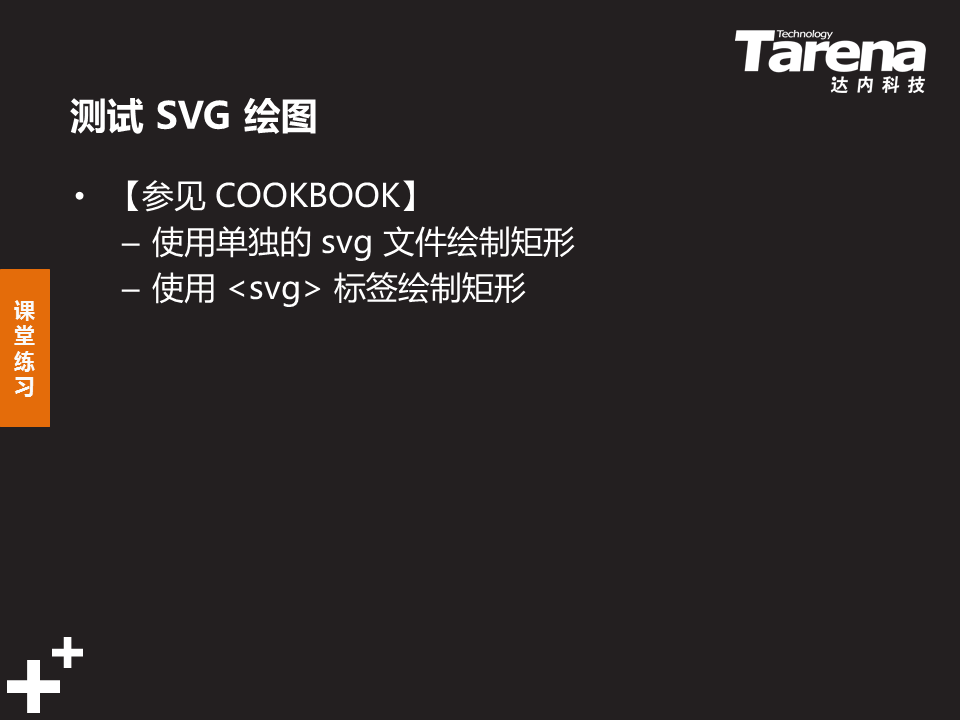 Technology
Tarena
达内科技
测试 SVG 绘图
• 【参见 COOKBOOK】
– 使用单独的 svg 文件绘制矩形
– 使用 <svg> 标签绘制矩形
课
堂
练
习